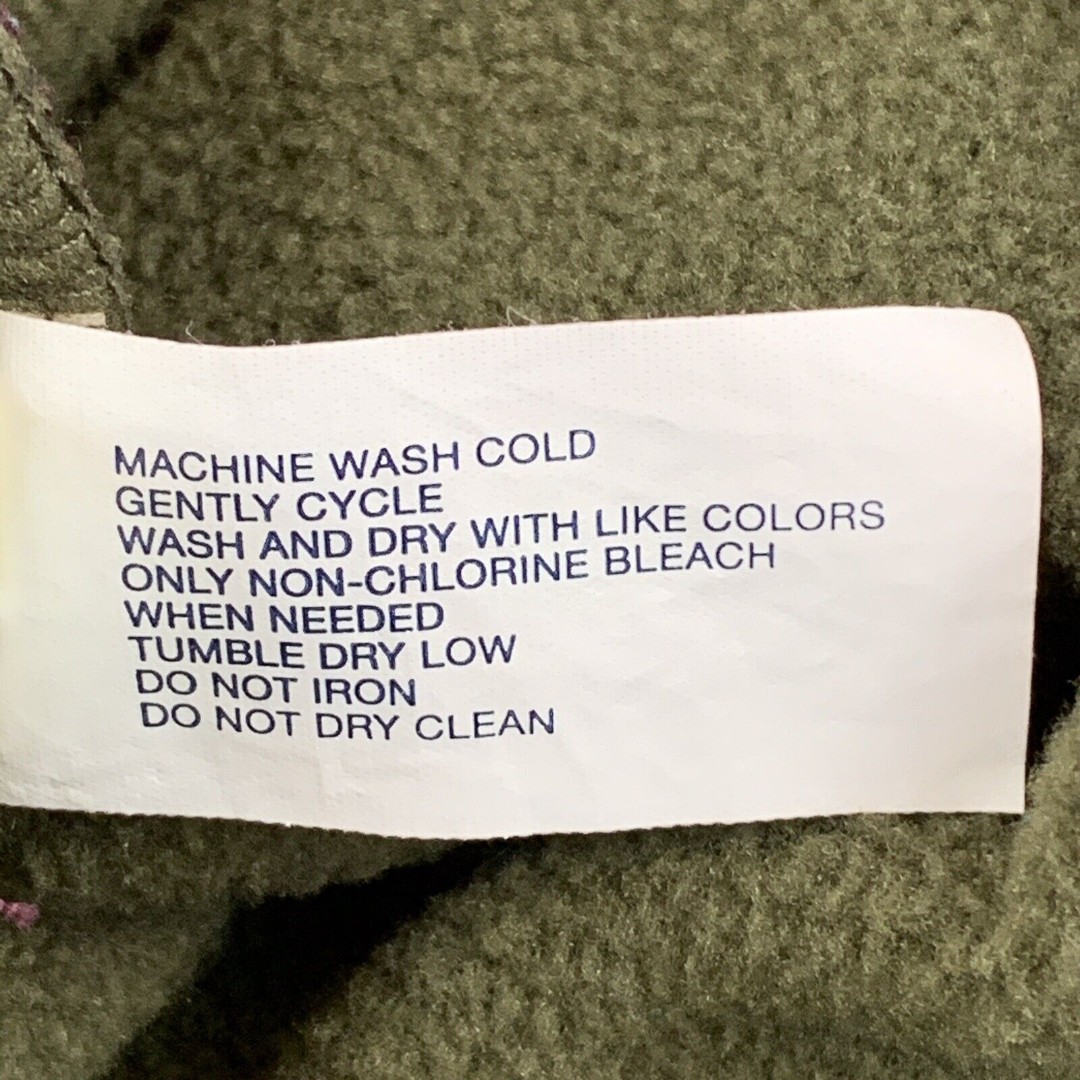 MACHINE WASH COLD
GENTLY CYCLE
WASH AND DRY WITH LIKE COLORS
ONLY NON-CHLORINE BLEACH
WHEN NEEDED
TUMBLE DRY LOW
DO NOT IRON
DO NOT DRY CLEAN